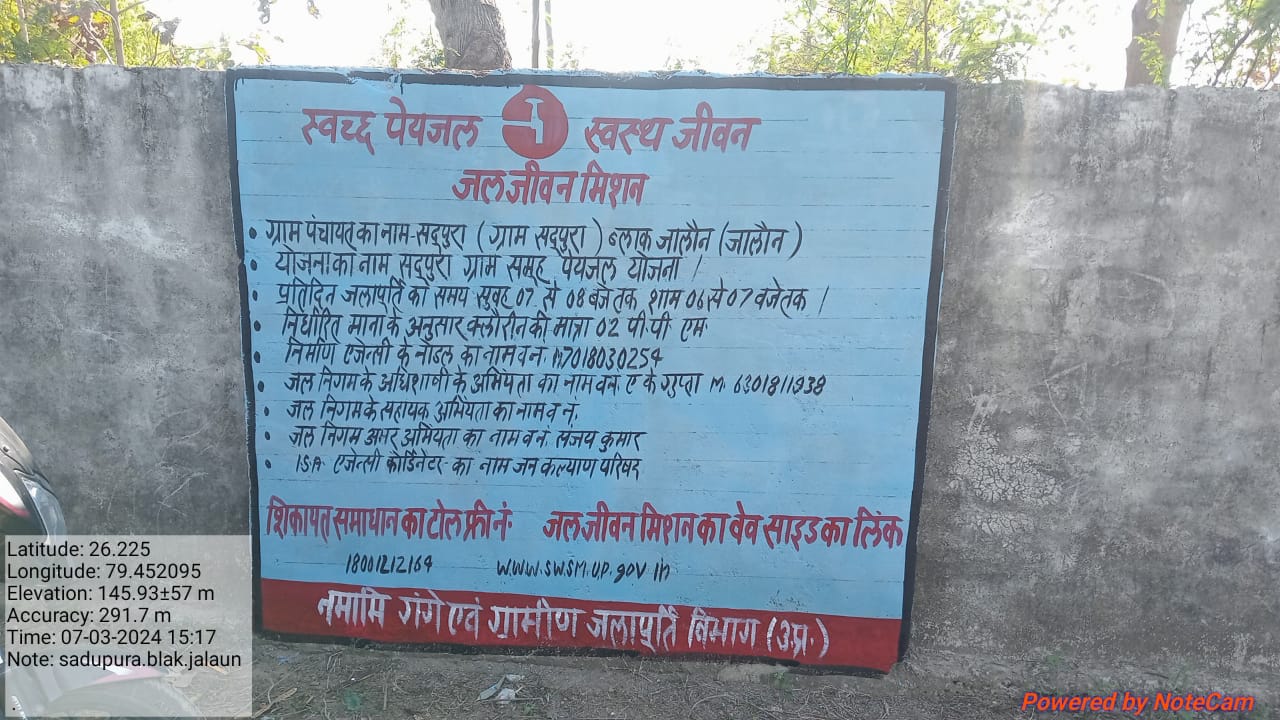 स्वच्छ पेयजल स्वस्थ जीवन
जल जीवन मिशन
• ग्राम पंचायत का नाम-सदुपुरा (ग्राम सदुपुरा) ब्लाक जालौन (जालौन)
• योजना का नाम सदुपुरा ग्राम समूह पेयजल योजना ।
• प्रतिदिन जलापूर्ति को समय सुबह 07 से 08 बजे तक शाम 06 से 07 बजे तक ।
• निर्धारित मानो के अनुसार क्लोरीन की मात्रा 02 पी.पी एम.
• निर्माण एजेन्सी के नोडल का नाम व नं. M7018030254
• जल निगम के अधिशाषी के अभियंता का नाम व नं ए के गुप्ता M. 6301811938
• जल निगम के सहायक अभियंता का नाम व नं.
• जल निगम अमर अभियंता का नाम व नं. संजय कुमार
• ISA एजेन्सी कोर्डिनेटर का नाम जन कल्याण परिषद
शिकायत समाधान का टोल फ्री नं. जल जीवन मिशन का वेव साइड का लिंक
18001212164 www.swsm.up.gov in
नमामि गंगे एवं ग्रामीण जलापूर्ति विभाग (उ.प्र.)
Latitude: 26.225
Longitude: 79.452095
Elevation: 145.93±57 m
Accuracy: 291.7 m
Time: 07-03-2024 15:17
Note: sadupura.blak.jalaun
Powered by NoteCam